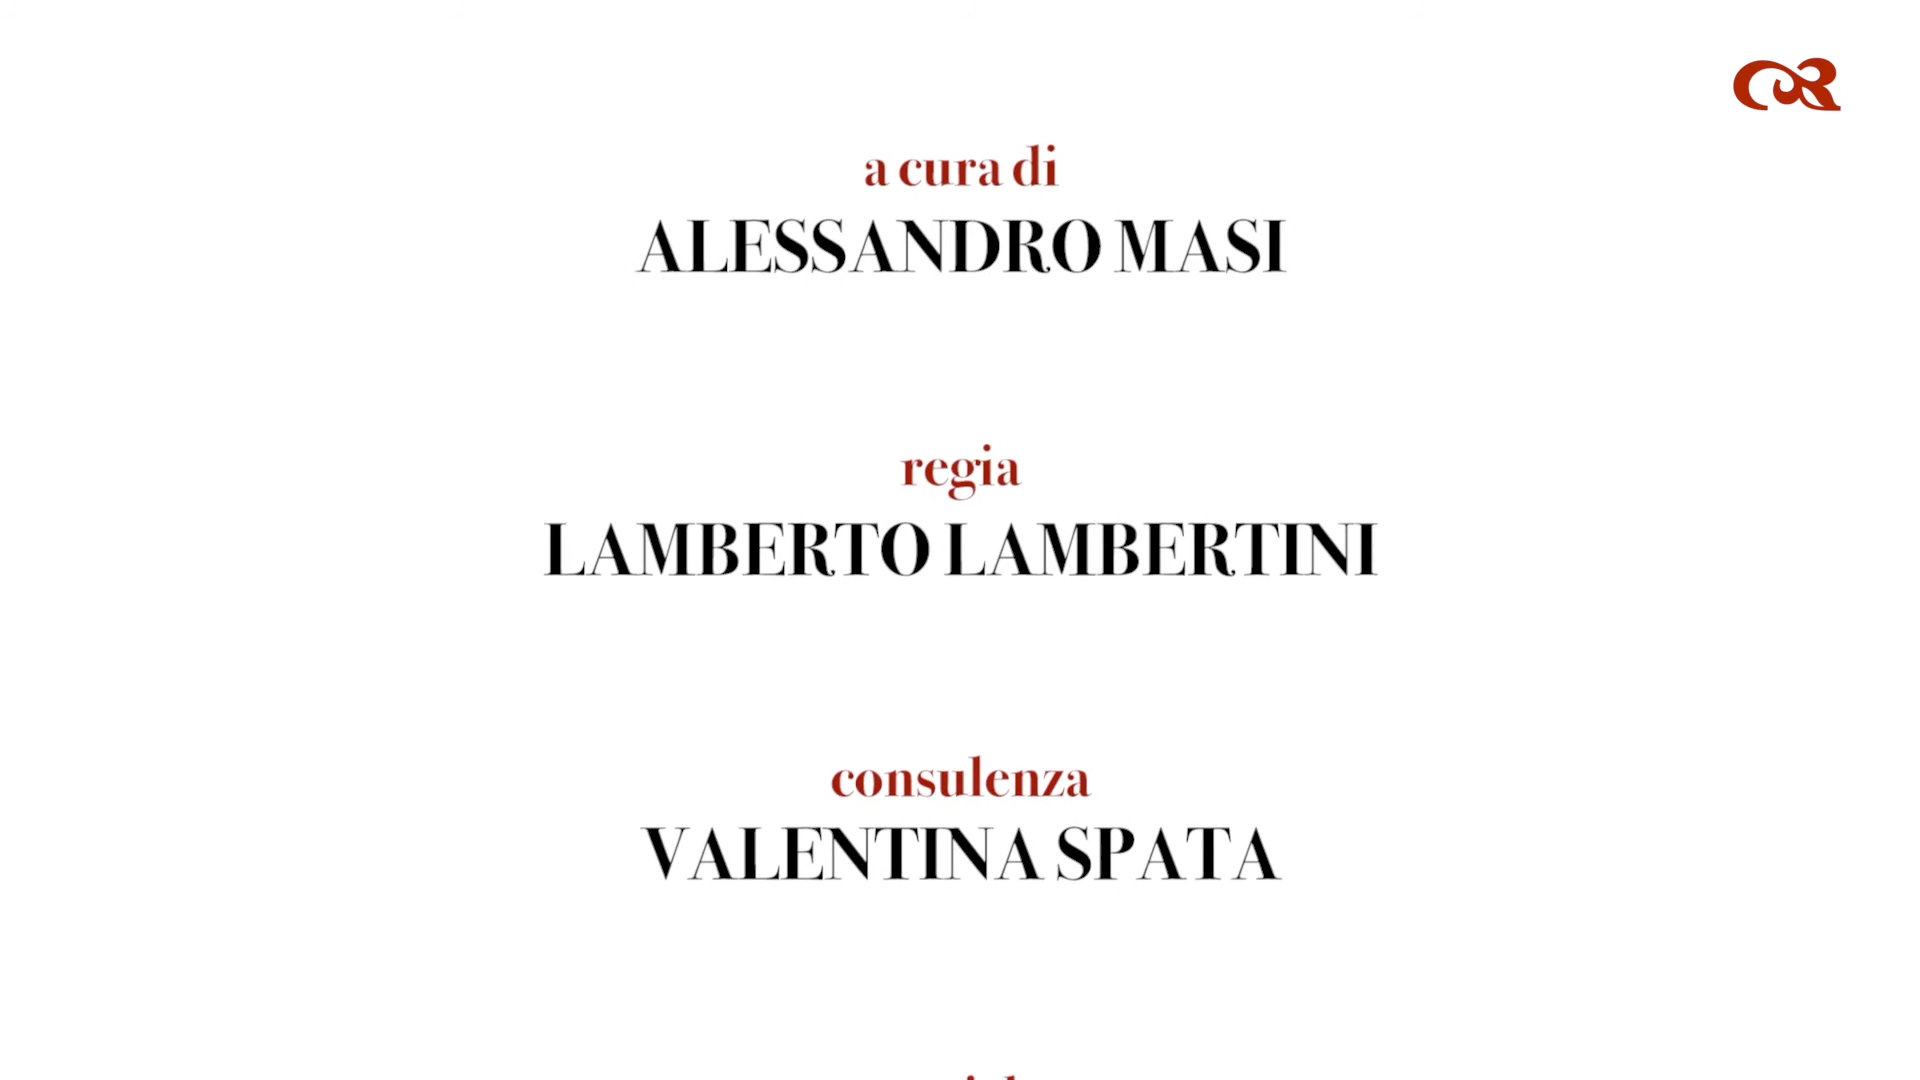 a cura di
ALESSANDRO MASI
regia
LAMBERTO LAMBERTINI
consulenza
VALENTINA SPATA